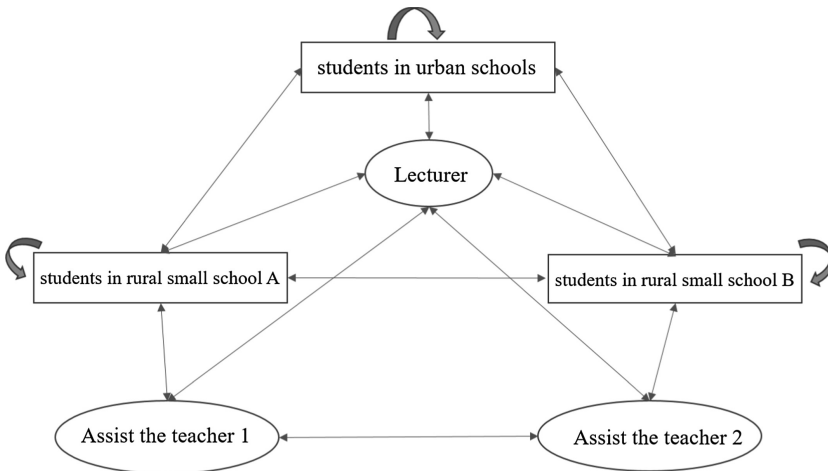 students in urban schools
Lecturer
students in rural small school A
students in rural small school B
Assist the teacher 1
Assist the teacher 2